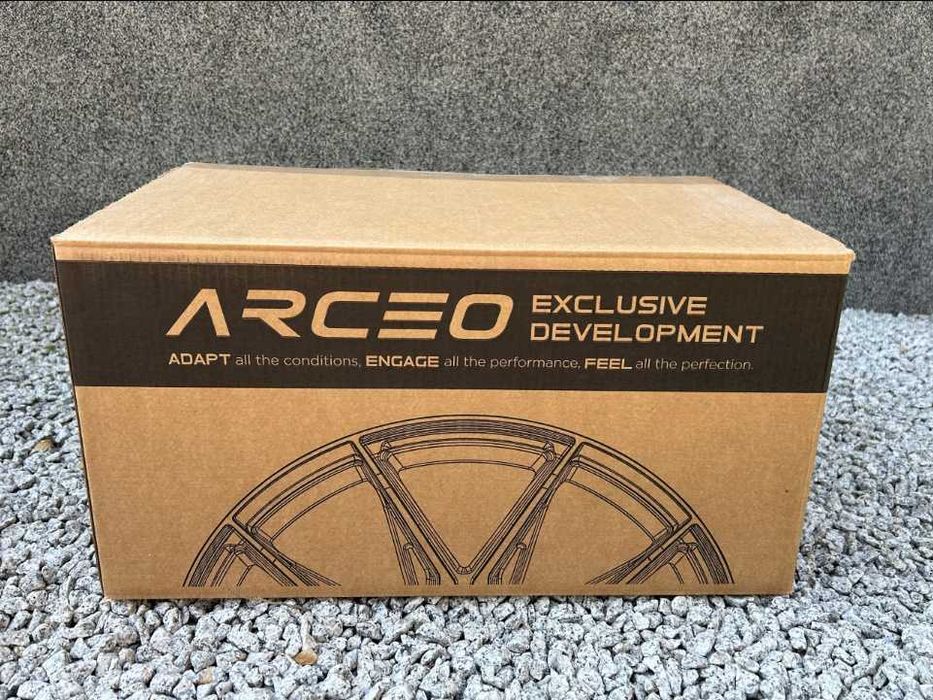 ARCEO
EXCLUSIVE
DEVELOPMENT
ADAPT all the conditions, ENGAGE all the performance, FEEL all the perfection.